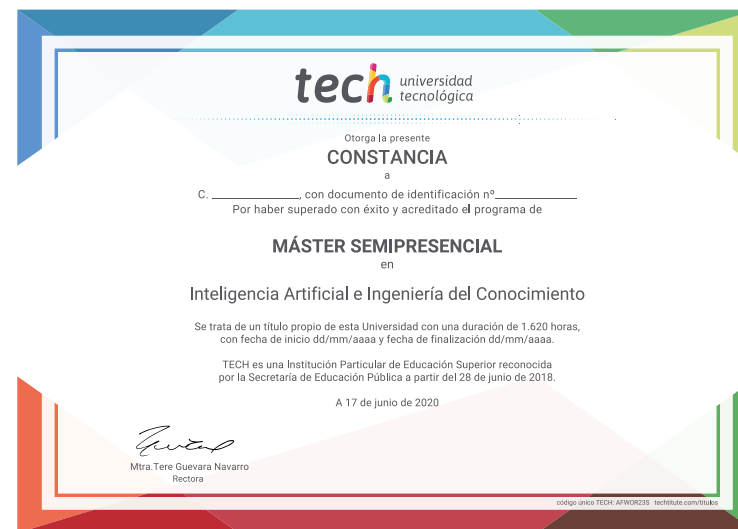 tech universidad
tecnológica
Otorga la presente
CONSTANCIA
a
C. ______________, con documento de identificación nº______________
Por haber superado con éxito y acreditado el programa de
MÁSTER SEMIPRESENCIAL
en
Inteligencia Artificial e Ingeniería del Conocimiento
Se trata de un título propio de esta Universidad con una duración de 1.620 horas,
con fecha de inicio dd/mm/aaaa y fecha de finalización dd/mm/aaaa.
TECH es una Institución Particular de Educación Superior reconocida
por la Secretaría de Educación Pública a partir del 28 de junio de 2018.
A 17 de junio de 2020
Mtra.Tere Guevara Navarro
Rectora
código único TECH: AFWOR23S techtitute.com/titulos